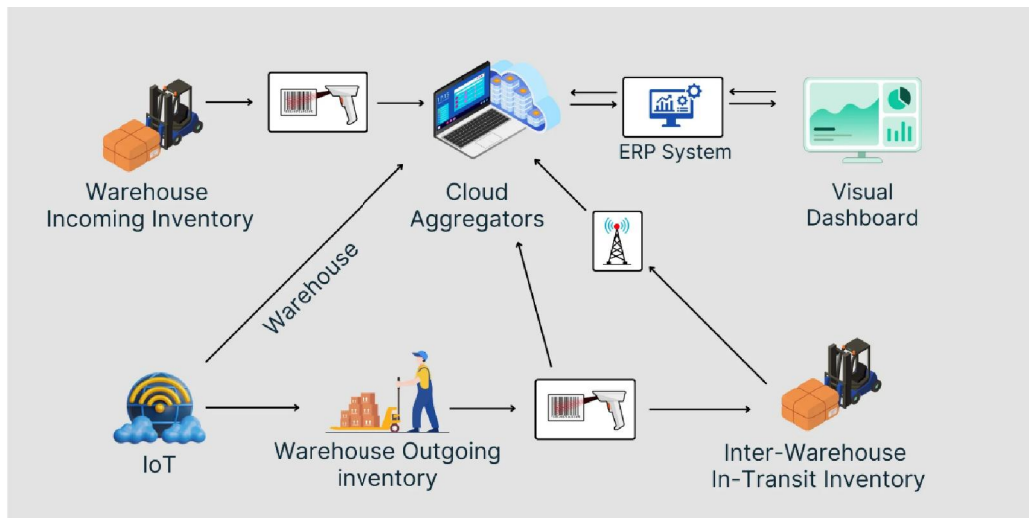 Warehouse
Incoming Inventory
Cloud
Aggregators
ERP System
Visual
Dashboard
Warehouse
IoT
Warehouse Outgoing
inventory
Inter-Warehouse
In-Transit Inventory